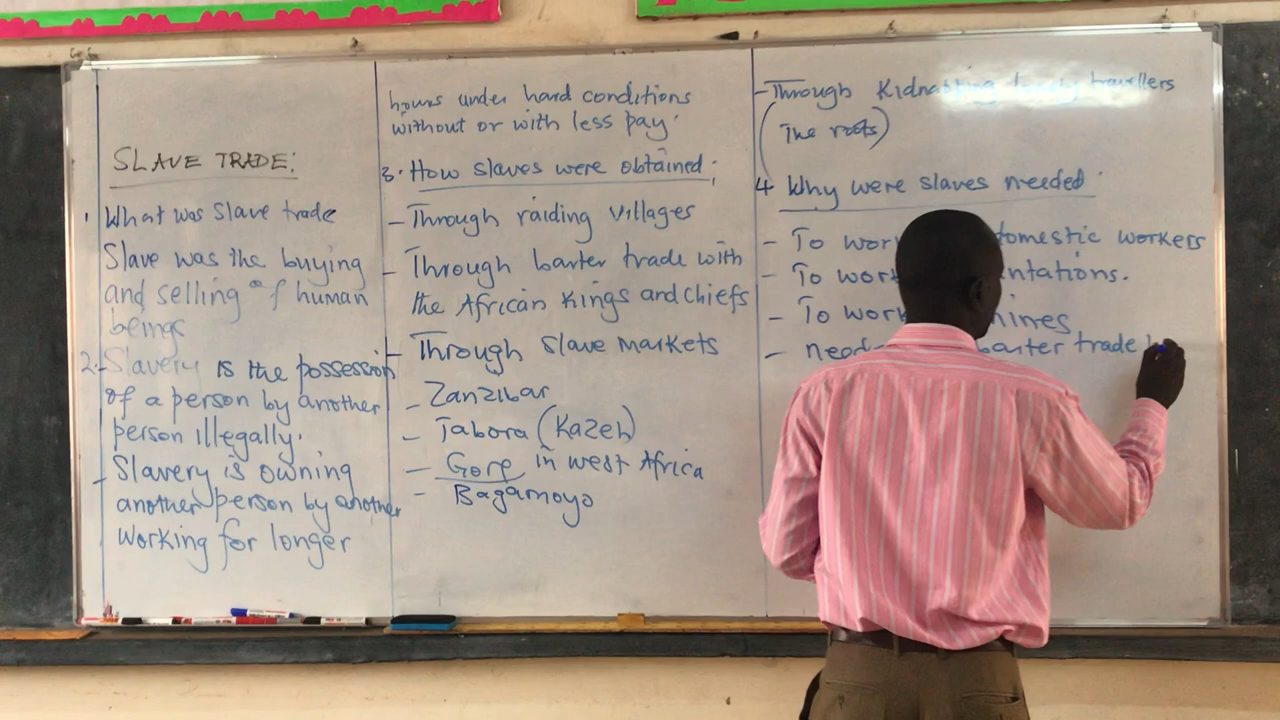 SLAVE TRADE:
1. What was Slave trade
Slave was the buying
and selling of human
beings
2. Slavery is the possession
of a person by another
person illegally.
- Slavery is owning
another person by another
working for longer
hours under hard conditions
without or with less pay.
3. How slaves were obtained;
- Through raiding villages
- Through barter trade with
the African Kings and Chiefs
- Through slave markets
- Zanzibar
- Tabora (Kazeh)
- Gore in west Africa
- Bagamoyo
- Through Kidnapping lonely travellers
(The roots)
4 Why were slaves needed.
- To domestic workers
- To work
- To work mines
- need barter trade